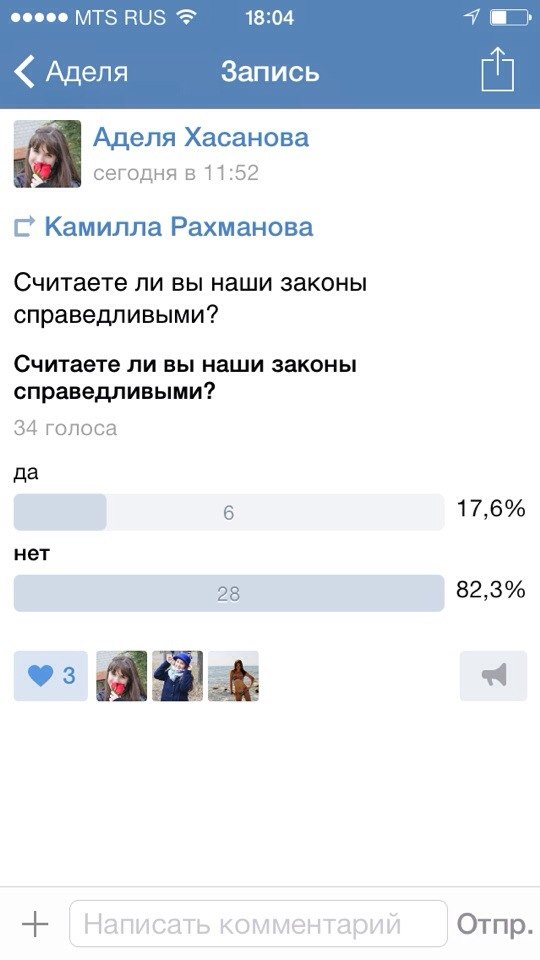 MTS RUS 18:04
Аделя Запись
Аделя Хасанова
сегодня в 11:52
Камилла Рахманова
Считаете ли вы наши законы
справедливыми?
Считаете ли вы наши законы
справедливыми?
34 голоса
да
6 17,6%
нет
28 82,3%
3
Написать комментарий Отпр.